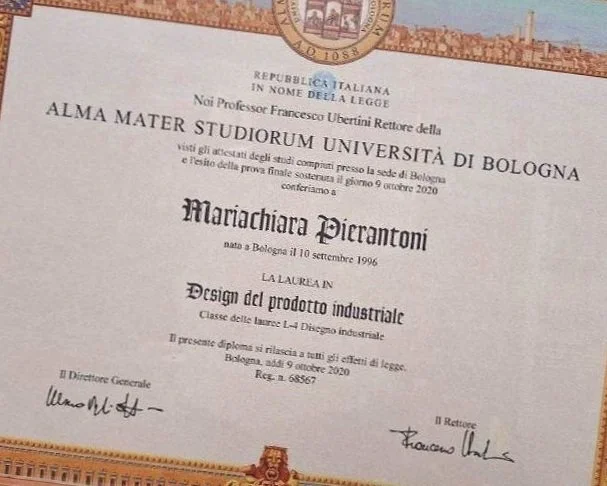 A.D. 1088
REPUBBLICA ITALIANA
IN NOME DELLA LEGGE
Noi Professor Francesco Ubertini Rettore della
ALMA MATER STUDIORUM UNIVERSITÀ DI BOLOGNA
visti gli attestati degli studi compiuti presso la sede di Bologna
e l'esito della prova finale sostenuta il giorno 9 ottobre 2020
conferiamo a
Mariachiara Pierantoni
nata a Bologna il 10 settembre 1996
LA LAUREA IN
Design del prodotto industriale
Classe delle lauree L-4 Disegno industriale
Il presente diploma si rilascia a tutti gli effetti di legge.
Bologna, addì 9 ottobre 2020
Reg. n. 68567
Il Direttore Generale
Il Rettore